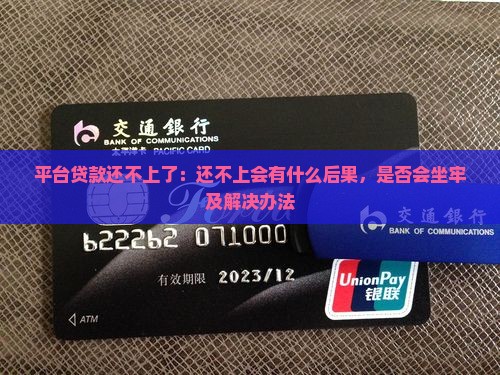 交通銀行
BANK OF COMMUNICATIONS
太平洋卡 PACIFIC CARD
平台贷款还不上了：还不上会有什么后果，是否会坐牢
及解决办法
交通銀行
BANK OF COMMUNICATIONS
622262 071000
有效期限 2023/12
UnionPay
银联
ATM